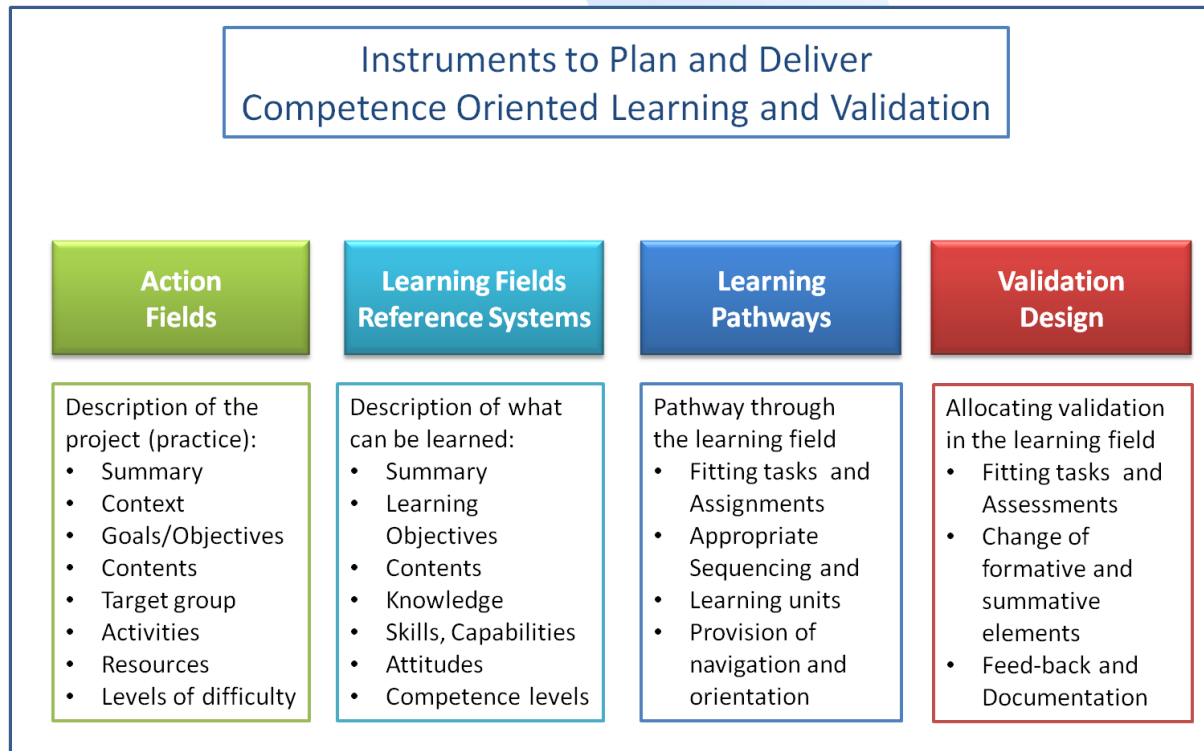 Instruments to Plan and Deliver
Competence Oriented Learning and Validation
Action
Fields
Description of the
project (practice):
• Summary
• Context
• Goals/Objectives
• Contents
• Target group
• Activities
• Resources
• Levels of difficulty
Learning Fields
Reference Systems
Description of what
can be learned:
• Summary
• Learning
Objectives
• Contents
• Knowledge
• Skills, Capabilities
• Attitudes
• Competence levels
Learning
Pathways
Pathway through
the learning field
• Fitting tasks and
Assignments
• Appropriate
Sequencing and
• Learning units
• Provision of
navigation and
orientation
Validation
Design
Allocating validation
in the learning field
• Fitting tasks and
Assessments
• Change of
formative and
summative
elements
• Feed-back and
Documentation